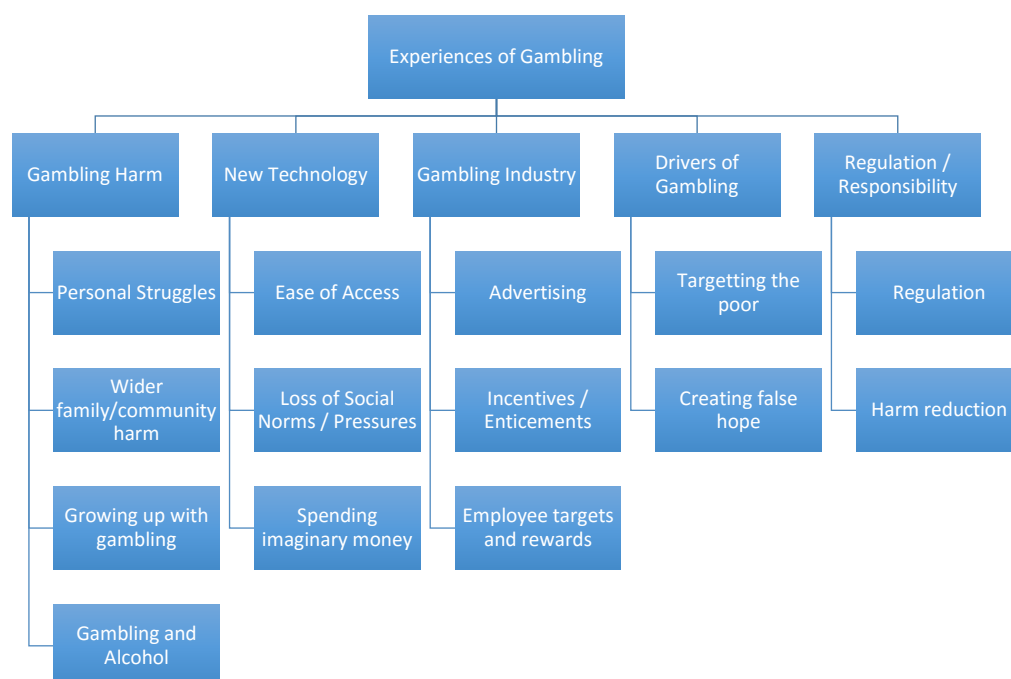 Experiences of Gambling
Gambling Harm
New Technology
Gambling Industry
Drivers of
Gambling
Regulation /
Responsibility
Personal Struggles
Ease of Access
Advertising
Targetting the
poor
Regulation
Wider
family/community
harm
Loss of Social
Norms / Pressures
Incentives /
Enticements
Creating false
hope
Harm reduction
Growing up with
gambling
Spending
imaginary money
Employee targets
and rewards
Gambling and
Alcohol